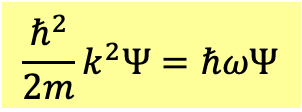 ħ²/2m k²Ψ = ħωΨ